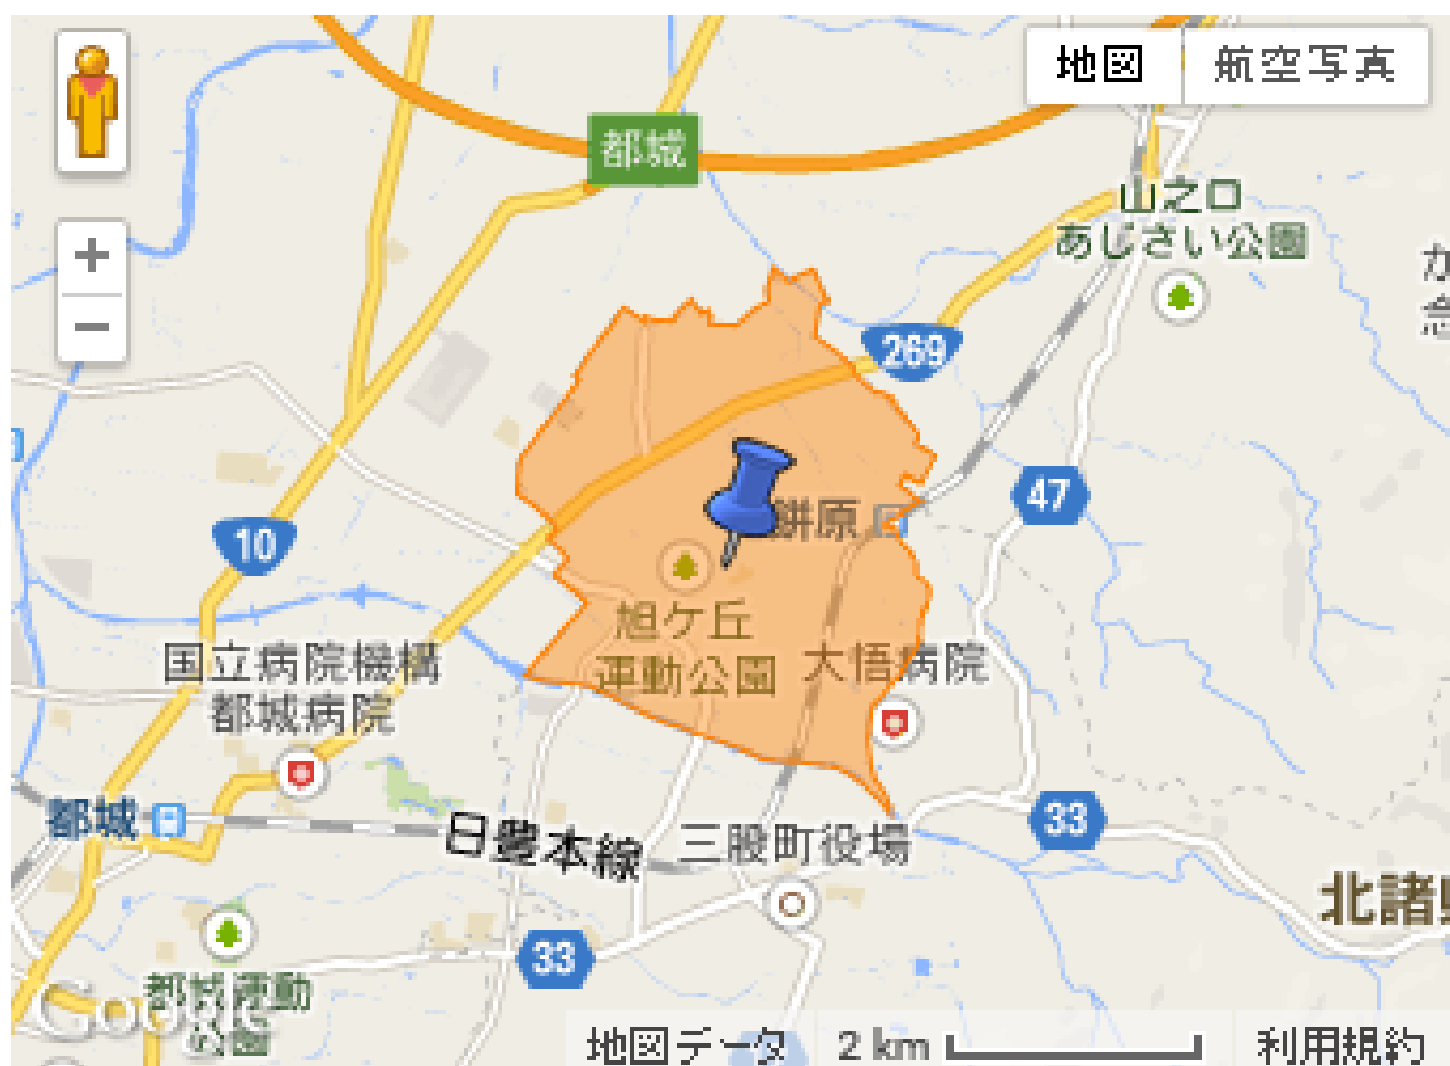 地図
航空写真
都城
山之口
あじさい公園
269
47
餅原
10
旭ケ丘
運動公園
大悟病院
国立病院機構
都城病院
都城
日豊本線
三股町役場
33
北諸県
33
都城運動
公園
Google
地図データ
2 km
利用規約